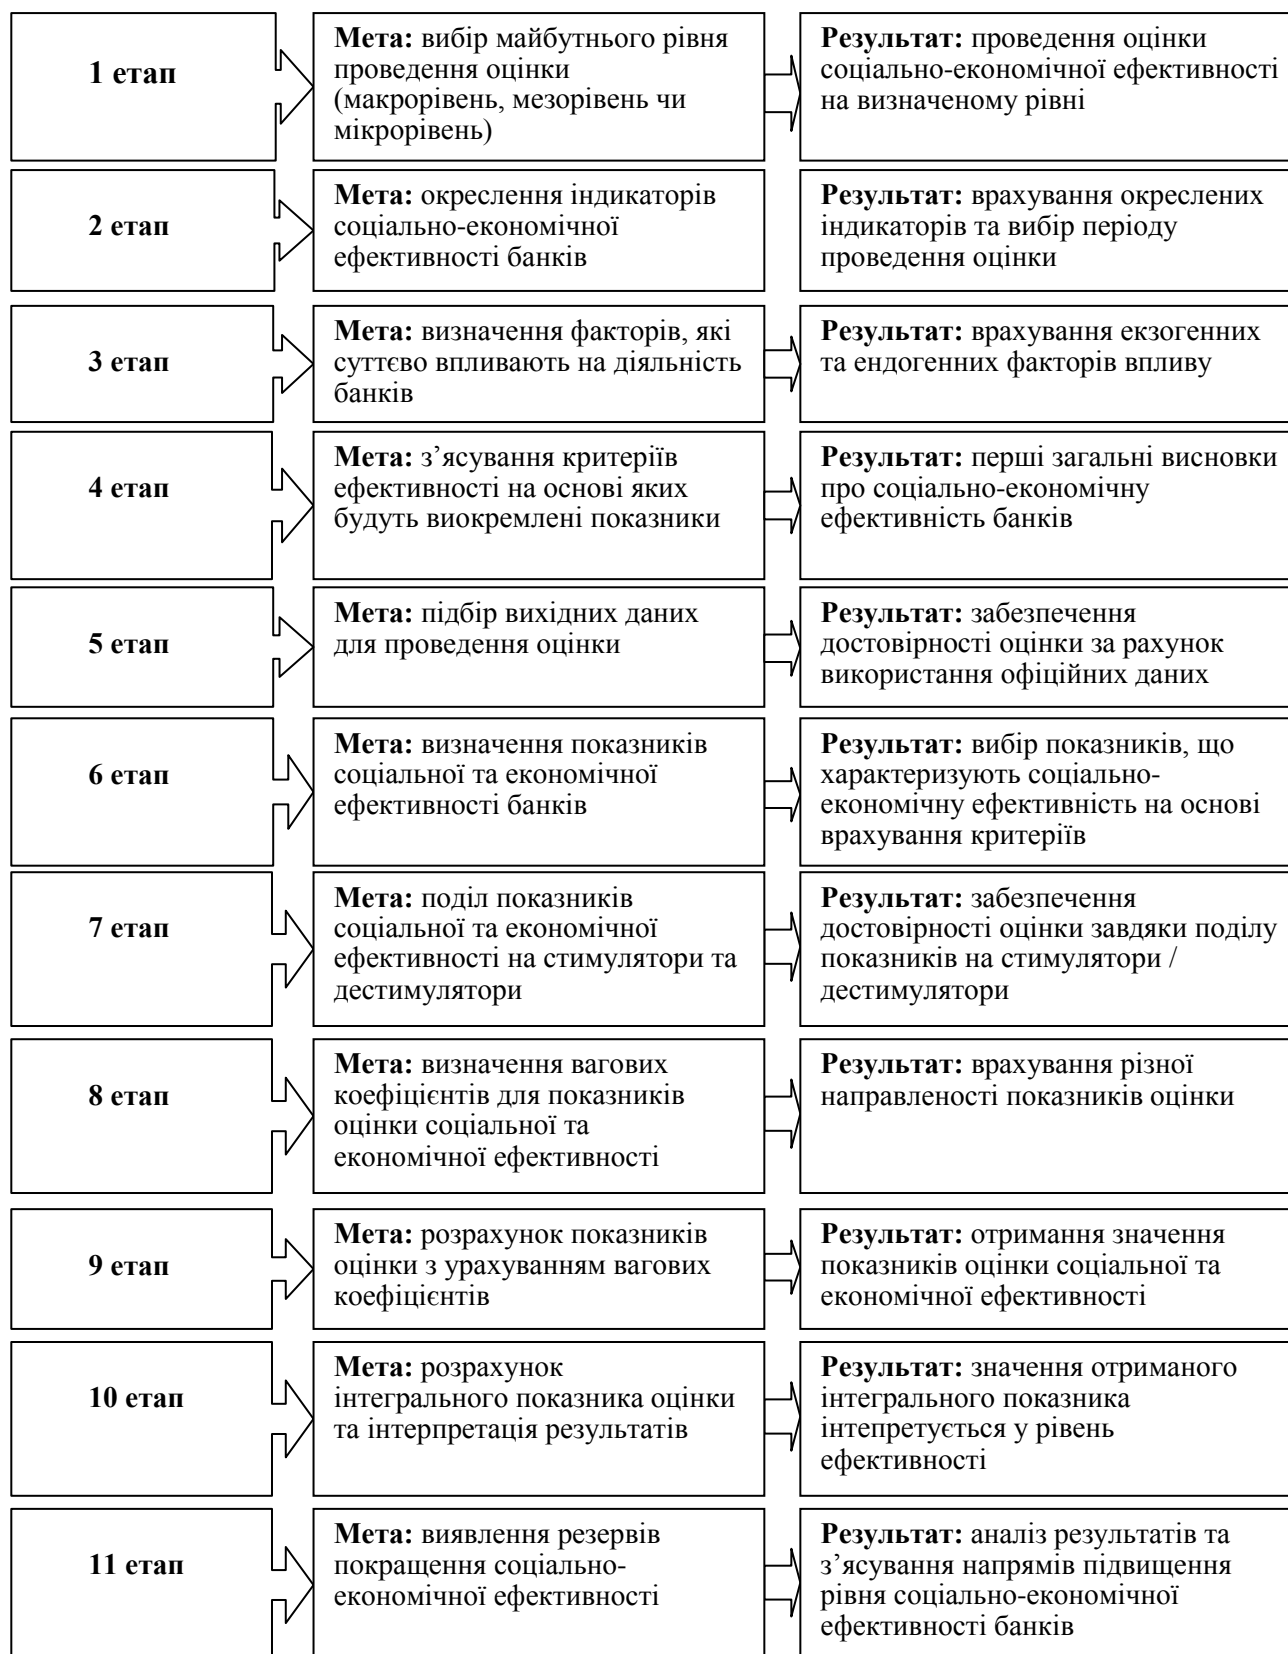 1 етап
Мета: вибір майбутнього рівня
проведення оцінки
(макрорівень, мезорівень чи
мікрорівень)
Результат: проведення оцінки
соціально-економічної ефективності
на визначеному рівні
2 етап
Мета: окреслення індикаторів
соціально-економічної
ефективності банків
Результат: врахування окреслених
індикаторів та вибір періоду
проведення оцінки
3 етап
Мета: визначення факторів, які
суттєво впливають на діяльність
банків
Результат: врахування екзогенних
та ендогенних факторів впливу
4 етап
Мета: з’ясування критеріїв
ефективності на основі яких
будуть виокремлені показники
Результат: перші загальні висновки
про соціально-економічну
ефективність банків
5 етап
Мета: підбір вихідних даних
для проведення оцінки
Результат: забезпечення
достовірності оцінки за рахунок
використання офіційних даних
6 етап
Мета: визначення показників
соціальної та економічної
ефективності банків
Результат: вибір показників, що
характеризують соціально-
економічну ефективність на основі
врахування критеріїв
7 етап
Мета: поділ показників
соціальної та економічної
ефективності на стимулятори та
дестимулятори
Результат: забезпечення
достовірності оцінки завдяки поділу
показників на стимулятори /
дестимулятори
8 етап
Мета: визначення вагових
коефіцієнтів для показників
оцінки соціальної та
економічної ефективності
Результат: врахування різної
направленості показників оцінки
9 етап
Мета: розрахунок показників
оцінки з урахуванням вагових
коефіцієнтів
Результат: отримання значення
показників оцінки соціальної та
економічної ефективності
10 етап
Мета: розрахунок
інтегрального показника оцінки
та інтерпретація результатів
Результат: значення отриманого
інтегрального показника
інтепретується у рівень
ефективності
11 етап
Мета: виявлення резервів
покращення соціально-
економічної ефективності
Результат: аналіз результатів та
з’ясування напрямів підвищення
рівня соціально-економічної
ефективності банків